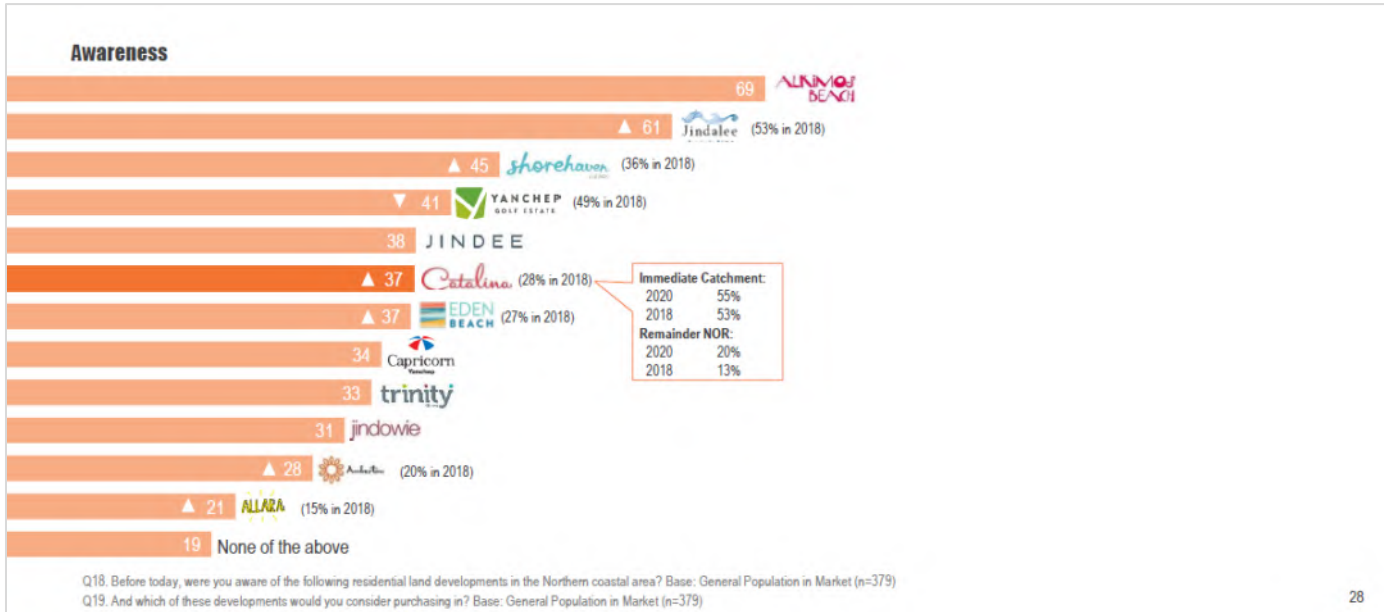 Awareness
69 ALKIMOS BEACH
▲ 61 Jindalee (53% in 2018)
▲ 45 shorehaven (36% in 2018)
▼ 41 YANCHEP GOLF ESTATE (49% in 2018)
38 JINDEE
▲ 37 Catalina (28% in 2018)
Immediate Catchment:
2020 55%
2018 53%
Remainder NOR:
2020 20%
2018 13%
▲ 37 EDEN BEACH (27% in 2018)
34 Capricorn Yanchep
33 trinity
31 jindowie
▲ 28 (20% in 2018)
▲ 21 ALLARA (15% in 2018)
19 None of the above
Q18. Before today, were you aware of the following residential land developments in the Northern coastal area? Base: General Population in Market (n=379)
Q19. And which of these developments would you consider purchasing in? Base: General Population in Market (n=379)
28